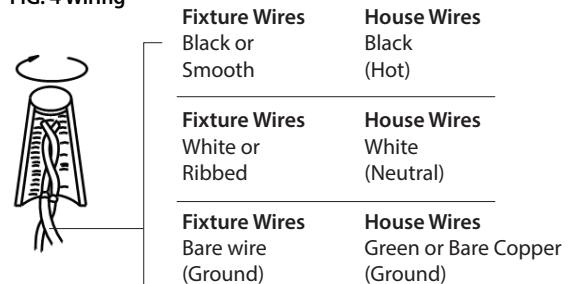 FIG. 4 Wiring
Fixture Wires House Wires
Black or Black
Smooth (Hot)
Fixture Wires House Wires
White or White
Ribbed (Neutral)
Fixture Wires House Wires
Bare wire Green or Bare Copper
(Ground) (Ground)